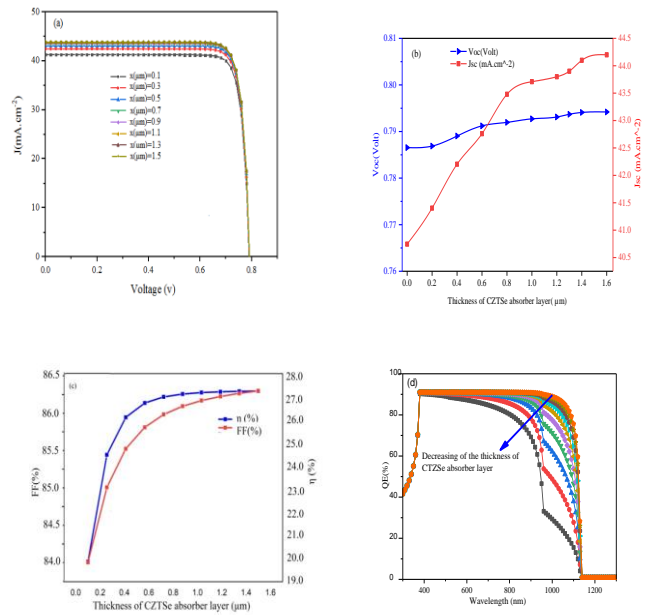 (a)
50
40
30
20
10
0
J(mA.cm⁻²)
x(μm)=0.1
x(μm)=0.3
x(μm)=0.5
x(μm)=0.7
x(μm)=0.9
x(μm)=1.1
x(μm)=1.3
x(μm)=1.5
0.0 0.2 0.4 0.6 0.8 1.0
Voltage (v)
(b)
Voc(Volt)
Jsc (mA.cm^-2)
0.81
0.80
0.79
0.78
0.77
0.76
Voc(Volt)
44.5
44.0
43.5
43.0
42.5
42.0
41.5
41.0
40.5
Jsc (mA.cm^-2)
0.0 0.2 0.4 0.6 0.8 1.0 1.2 1.4 1.6
Thickness of CZTSe absorber layer( μm)
(c)
86.5
86.0
85.5
85.0
84.5
84.0
FF(%)
n (%)
FF(%)
28.0
27.0
26.0
25.0
24.0
23.0
22.0
21.0
20.0
19.0
η (%)
0.0 0.2 0.4 0.6 0.8 1.0 1.2 1.4 1.6
Thickness of CZTSE absorber layer (μm)
(d)
100
80
60
40
20
0
QE(%)
Decreasing of the thickness of
CTZSe absorber layer
400 600 800 1000 1200
Wavelength (nm)